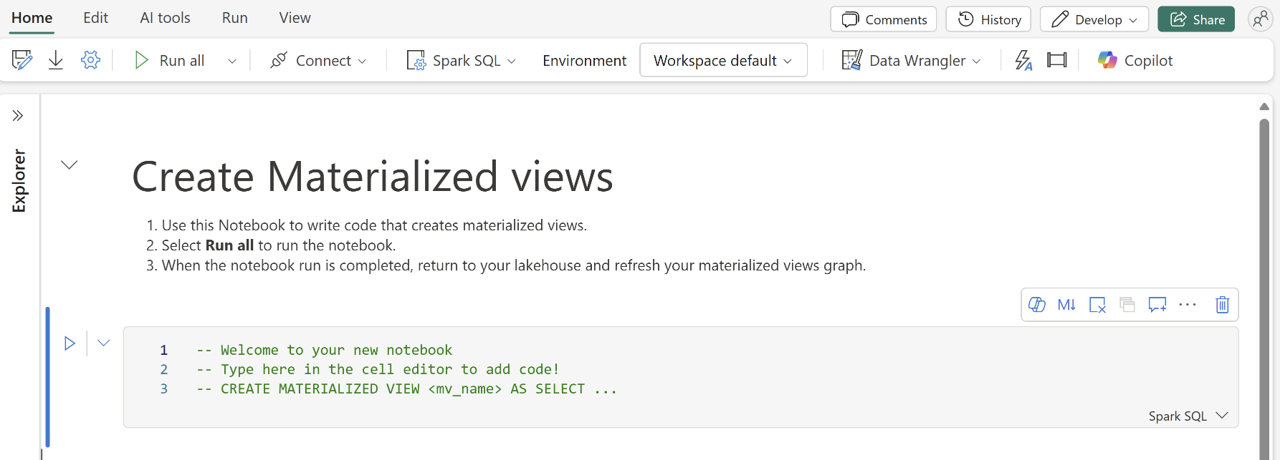 Home Edit AI tools Run View Comments History Develop Share
Run all Connect Spark SQL Environment Workspace default Data Wrangler Copilot
Explorer
Create Materialized views
1. Use this Notebook to write code that creates materialized views.
2. Select Run all to run the notebook.
3. When the notebook run is completed, return to your lakehouse and refresh your materialized views graph.
M↓
1 -- Welcome to your new notebook
2 -- Type here in the cell editor to add code!
3 -- CREATE MATERIALIZED VIEW <mv_name> AS SELECT ...
Spark SQL